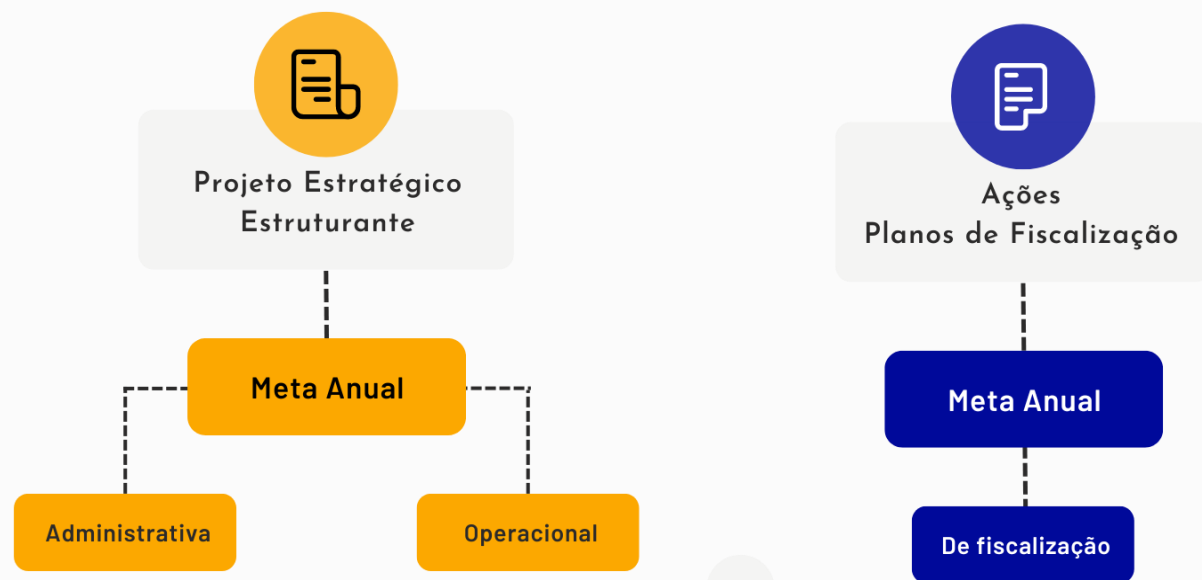 Projeto Estratégico
Estruturante
Meta Anual
Administrativa
Operacional
Ações
Planos de Fiscalização
Meta Anual
De fiscalização